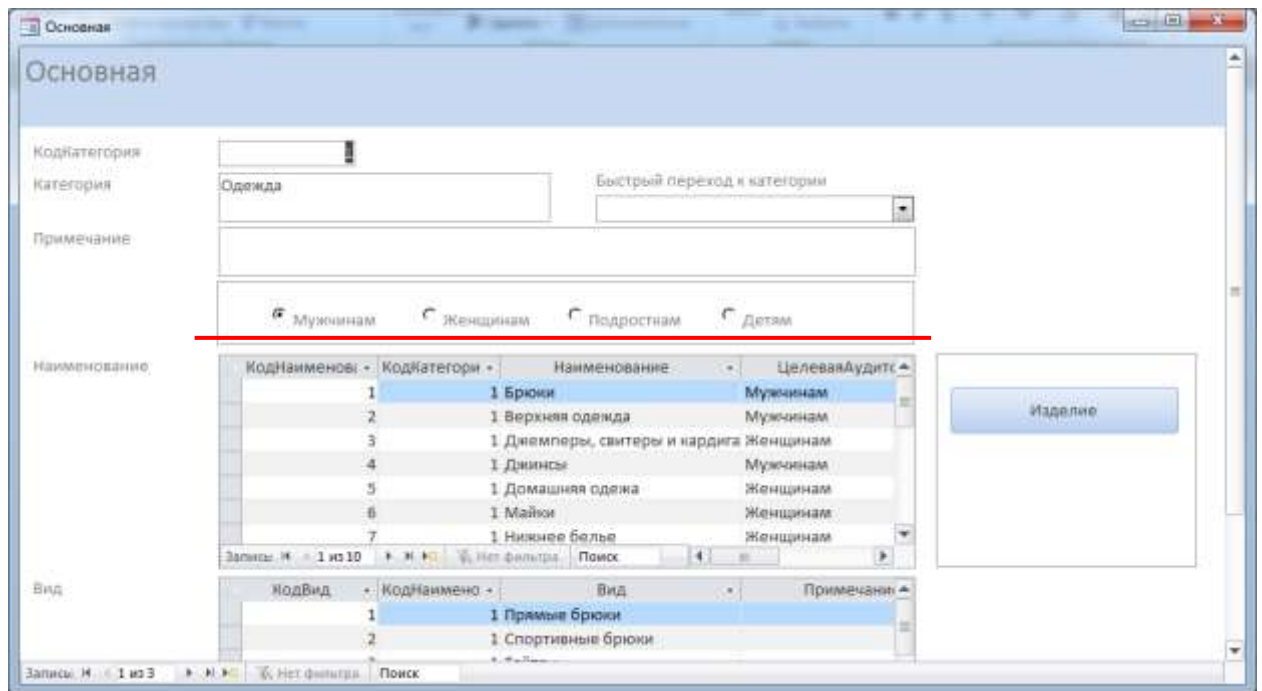 Основная
Основная
КодКатегория
Категория Одежда Быстрый переход к категории
Примечание
Мужчинам Женщинам Подросткам Детям
Наименование КодНаименова КодКатегори Наименование ЦелеваяАудито
1 1 Брюки Мужчинам
Изделие
2 1 Верхняя одежда Мужчинам
3 1 Джемперы, свитеры и кардига Женщинам
4 1 Джинсы Мужчинам
5 1 Домашняя одежа Женщинам
6 1 Майки Женщинам
7 1 Нижнее белье Женщинам
Записи: 1 из 10 Нет фильтра Поиск
Вид КодВид КодНаимено Вид Примечани
1 1 Прямые брюки
2 1 Спортивные брюки
Записи: 1 из 3 Нет фильтра Поиск